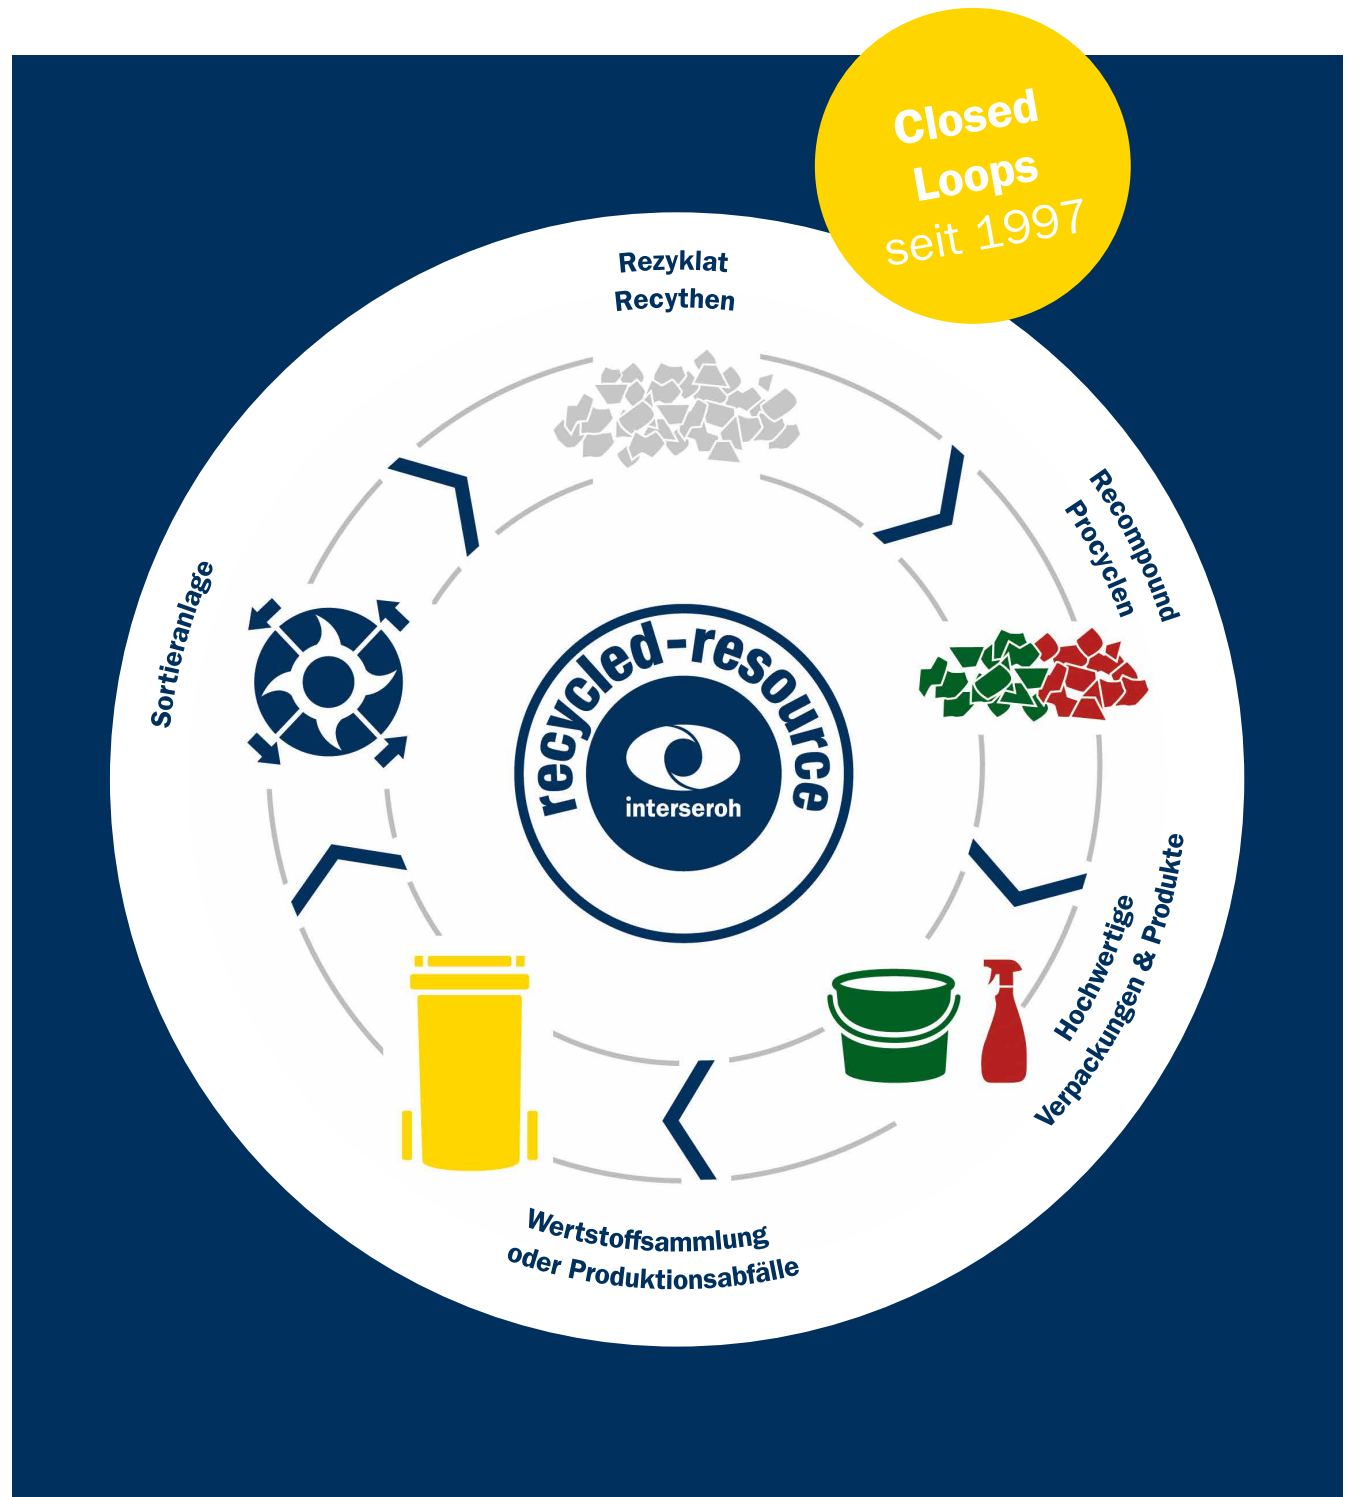 Closed
Loops
seit 1997
Rezyklat
Recythen
Recompound
Procyclen
Hochwertige
Verpackungen & Produkte
Wertstoffsammlung
oder Produktionsabfälle
Sortieranlage
recycled-resource
interseroh